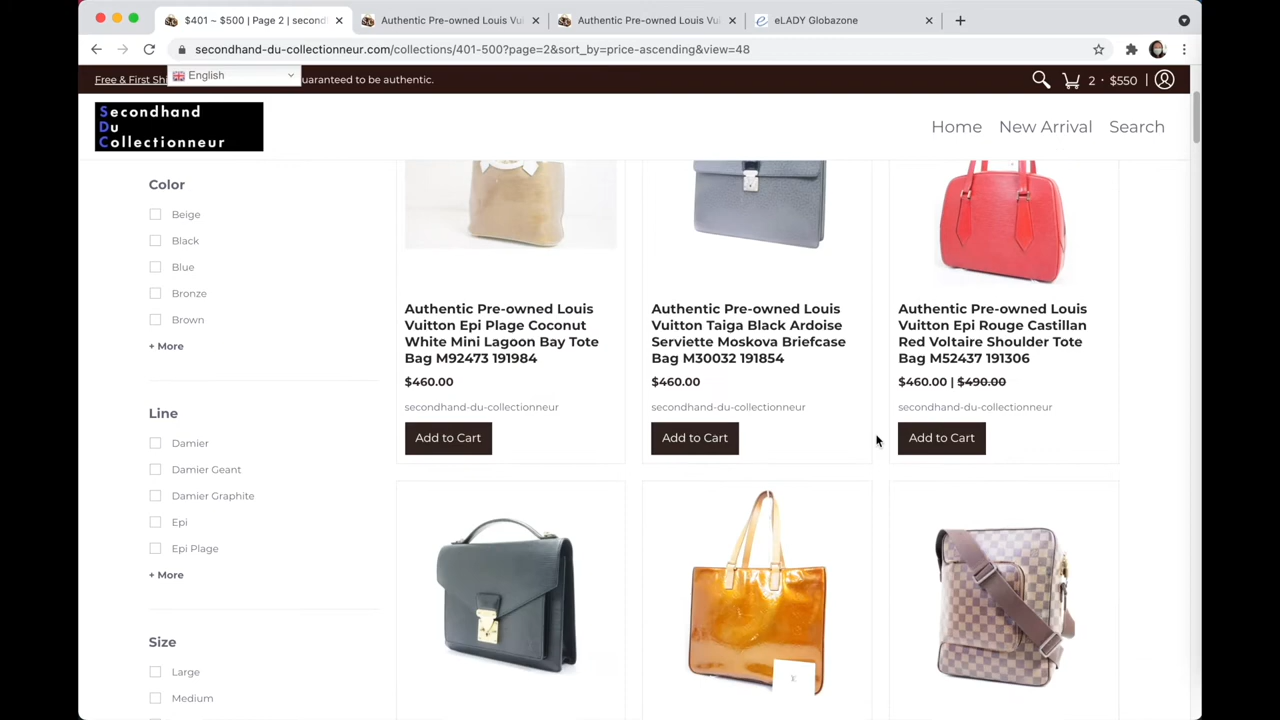 $401 ~ $500 | Page 2 | second
Authentic Pre-owned Louis Vuit
Authentic Pre-owned Louis Vuit
eLADY Globazone
secondhand-du-collectionneur.com/collections/401-500?page=2&sort_by=price-ascending&view=48
Free & First Shi
English
uaranteed to be authentic.
2 · $550
Secondhand
Du
Collectionneur
Home
New Arrival
Search
Color
Beige
Black
Blue
Bronze
Brown
+ More
Line
Damier
Damier Geant
Damier Graphite
Epi
Epi Plage
+ More
Size
Large
Medium
Authentic Pre-owned Louis
Vuitton Epi Plage Coconut
White Mini Lagoon Bay Tote
Bag M92473 191984
$460.00
secondhand-du-collectionneur
Add to Cart
Authentic Pre-owned Louis
Vuitton Taiga Black Ardoise
Serviette Moskova Briefcase
Bag M30032 191854
$460.00
secondhand-du-collectionneur
Add to Cart
Authentic Pre-owned Louis
Vuitton Epi Rouge Castillan
Red Voltaire Shoulder Tote
Bag M52437 191306
$460.00 | $490.00
secondhand-du-collectionneur
Add to Cart